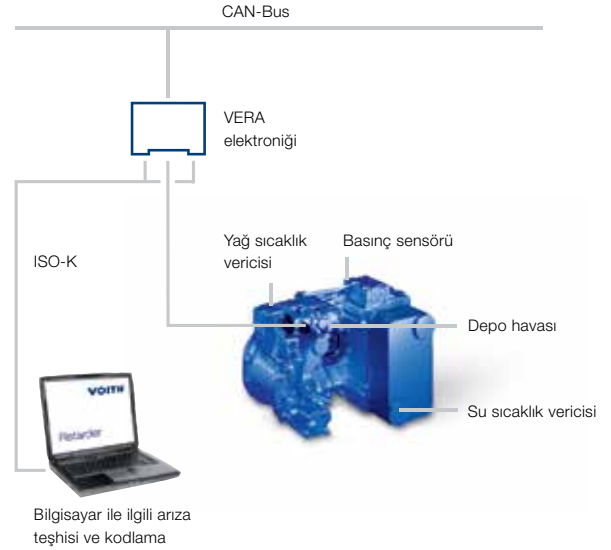 CAN-Bus
VERA
elektroniği
Yağ sıcaklık
vericisi
Basınç sensörü
ISO-K
Depo havası
VOITH
Retarder
Su sıcaklık vericisi
Bilgisayar ile ilgili arıza
teşhisi ve kodlama